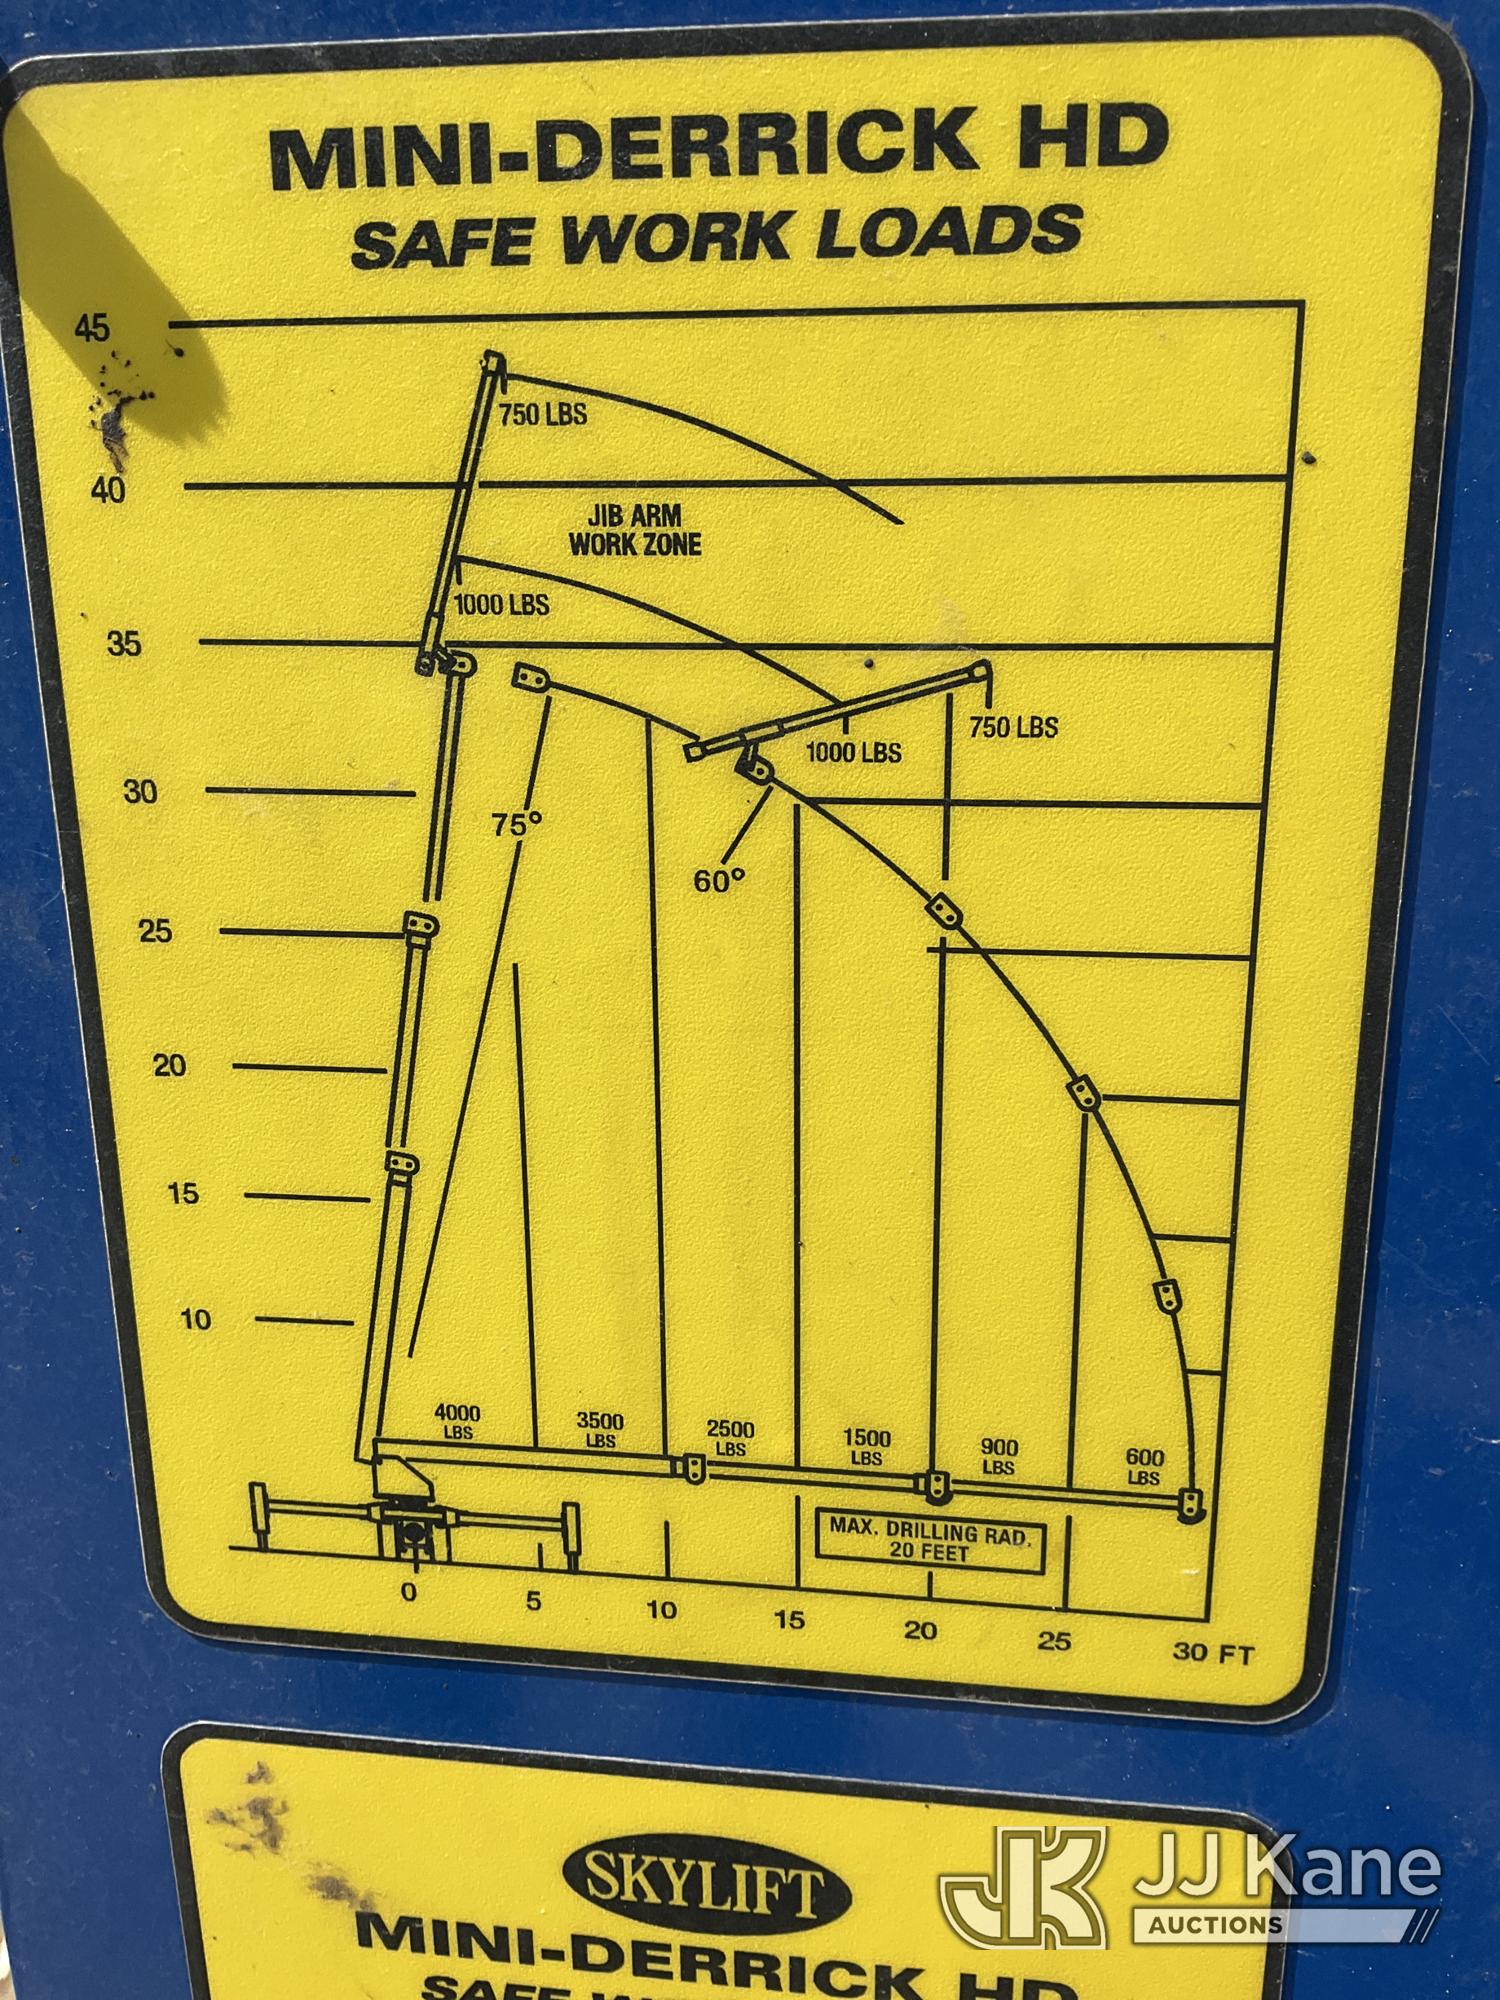 MINI-DERRICK HD
SAFE WORK LOADS
45
750 LBS
40
JIB ARM
WORK ZONE
1000 LBS
35
750 LBS
1000 LBS
30
75°
60°
25
20
15
10
4000
LBS
3500
LBS
2500
LBS
1500
LBS
900
LBS
600
LBS
MAX. DRILLING RAD.
20 FEET
0 5 10 15 20 25 30 FT
SKYLIFT
MINI-DERRICK HD
SAFE
JK JJ Kane
AUCTIONS